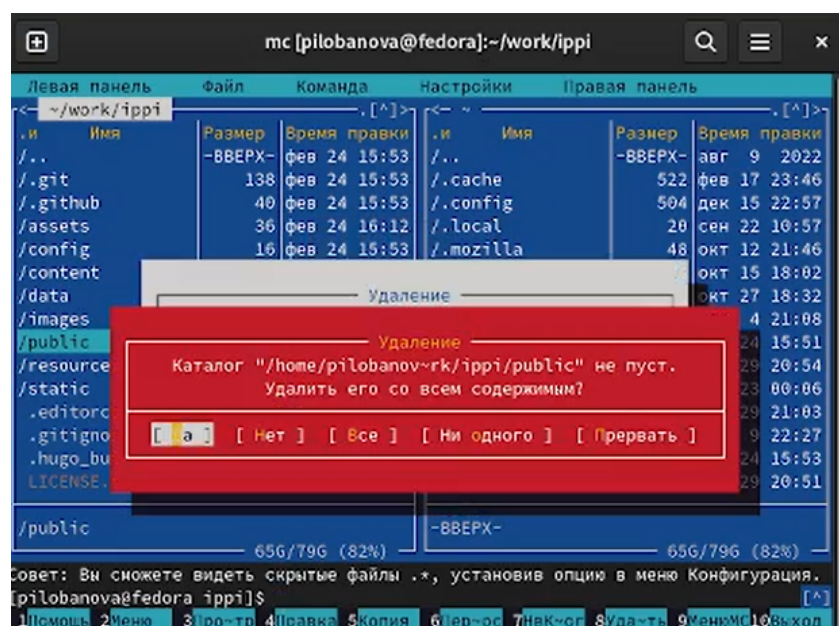 mc [pilobanova@fedora]:~/work/ippi
Левая панель Файл Команда Настройки Правая панель
<- ~/work/ippi .[^]> <- ~ .[^]>
.и Имя Размер Время правки .и Имя Размер Время правки
/.. -ВВЕРХ- фев 24 15:53 /.. -ВВЕРХ- авг 9 2022
/.git 138 фев 24 15:53 /.cache 522 фев 17 23:46
/.github 40 фев 24 15:53 /.config 504 дек 15 22:57
/assets 36 фев 24 16:12 /.local 20 сен 22 10:57
/config 16 фев 24 15:53 /.mozilla 48 окт 12 21:46
/content окт 15 18:02
/data Удаление окт 27 18:32
/images 4 21:08
/public Удаление 24 15:51
/resource Каталог "/home/pilobanov~rk/ippi/public" не пуст. 29 20:54
/static Удалить его со всем содержимым? 23 00:06
.editorc 29 21:03
.gitigno [ Да ] [ Нет ] [ Все ] [ Ни одного ] [ Прервать ] 9 22:27
.hugo_bu 24 15:53
LICENSE. 29 20:51
/public -ВВЕРХ-
65G/79G (82%) 65G/79G (82%)
Совет: Вы сможете видеть скрытые файлы .*, установив опцию в меню Конфигурация.
[pilobanova@fedora ippi]$ [^]
1Помощь 2Меню 3Про~тр 4Правка 5Копия 6Пер~ос 7НвК~ог 8Уда~ть 9МенюMC 10Выход